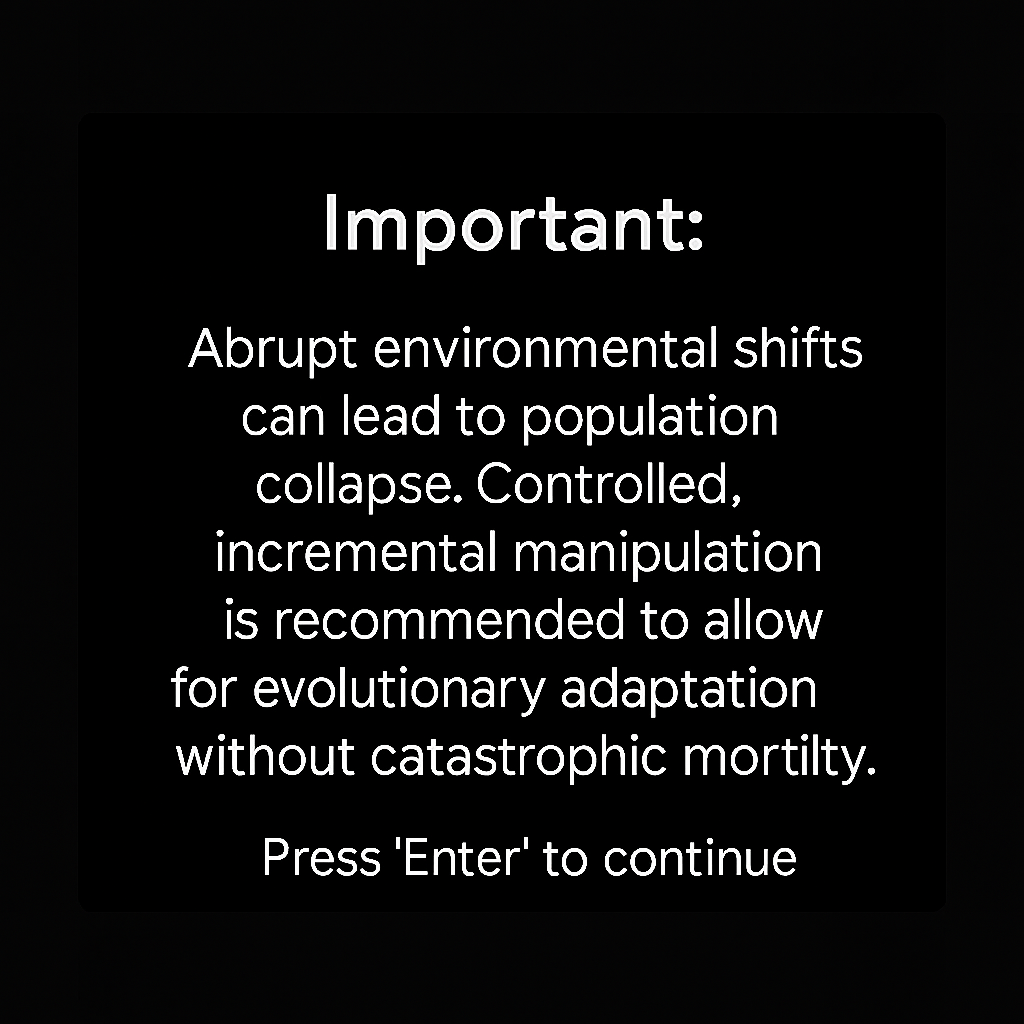 Important:
Abrupt environmental shifts
can lead to population
collapse. Controlled,
incremental manipulation
is recommended to allow
for evolutionary adaptation
without catastrophic mortilty.
Press 'Enter' to continue